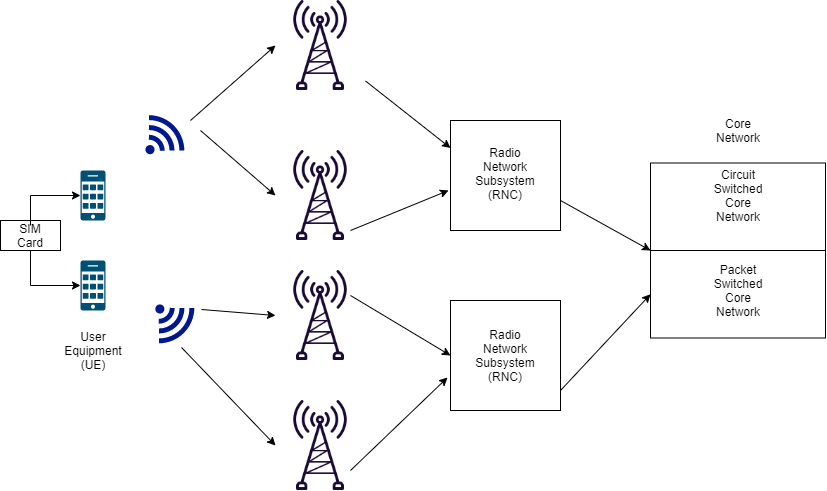 SIM
Card
User
Equipment
(UE)
Radio
Network
Subsystem
(RNC)
Radio
Network
Subsystem
(RNC)
Core
Network
Circuit
Switched
Core
Network
Packet
Switched
Core
Network